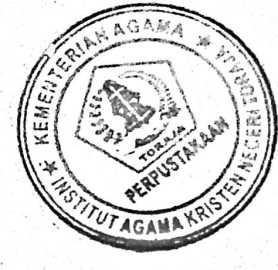 KEMENTERIAN AGAMA
INSTITUT AGAMA KRISTEN NEGERI TORAJA
TORAJA
PERPUSTAKAAN